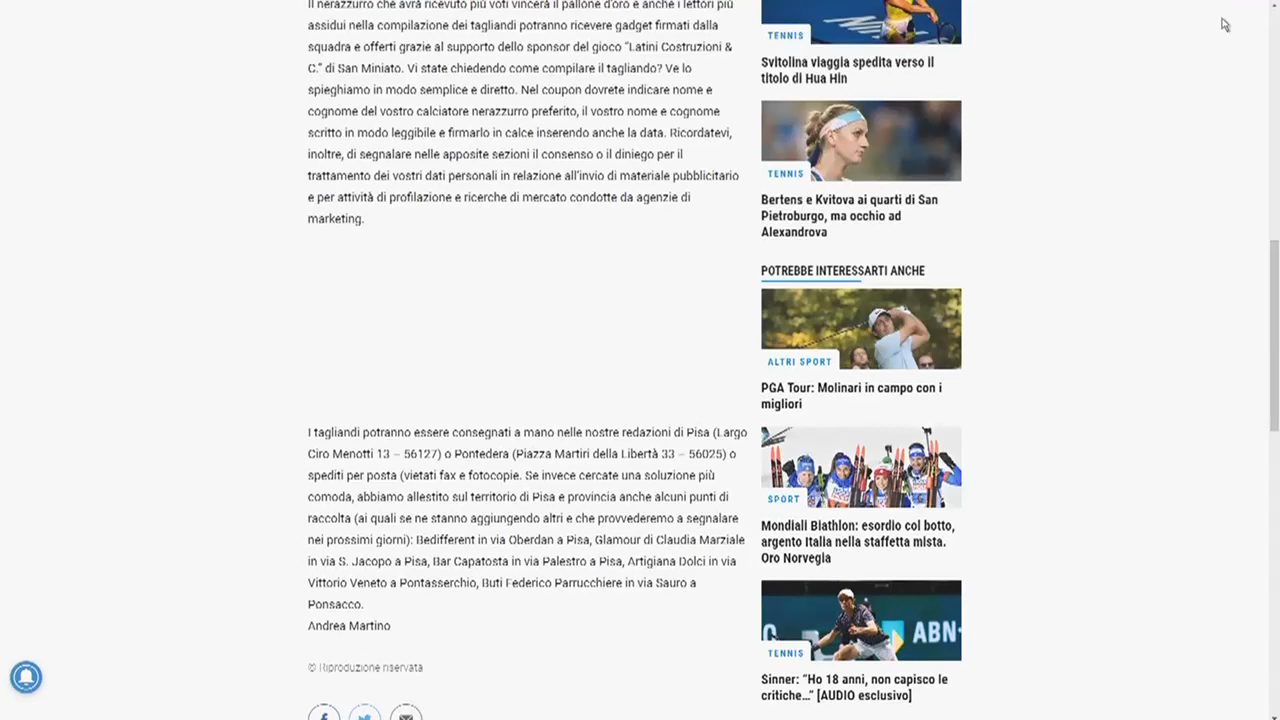 Il nerazzurro che avrà ricevuto più voti vincerà il pallone d'oro e anche i lettori più
assidui nella compilazione dei tagliandi potranno ricevere gadget firmati dalla
squadra e offerti grazie al supporto dello sponsor del gioco “Latini Costruzioni &
C.” di San Miniato. Vi state chiedendo come compilare il tagliando? Ve lo
spieghiamo in modo semplice e diretto. Nel coupon dovrete indicare nome e
cognome del vostro calciatore nerazzurro preferito, il vostro nome e cognome
scritto in modo leggibile e firmarlo in calce inserendo anche la data. Ricordatevi,
inoltre, di segnalare nelle apposite sezioni il consenso o il diniego per il
trattamento dei vostri dati personali in relazione all'invio di materiale pubblicitario
e per attività di profilazione e ricerche di mercato condotte da agenzie di
marketing.
I tagliandi potranno essere consegnati a mano nelle nostre redazioni di Pisa (Largo
Ciro Menotti 13 – 56127) o Pontedera (Piazza Martiri della Libertà 33 – 56025) o
spediti per posta (vietati fax e fotocopie. Se invece cercate una soluzione più
comoda, abbiamo allestito sul territorio di Pisa e provincia anche alcuni punti di
raccolta (ai quali se ne stanno aggiungendo altri e che provvederemo a segnalare
nei prossimi giorni): Bedifferent in via Oberdan a Pisa, Glamour di Claudia Marziale
in via S. Jacopo a Pisa, Bar Capatosta in via Palestro a Pisa, Artigiana Dolci in via
Vittorio Veneto a Pontasserchio, Buti Federico Parrucchiere in via Sauro a
Ponsacco.
Andrea Martino
© Riproduzione riservata
TENNIS
Svitolina viaggia spedita verso il
titolo di Hua Hin
TENNIS
Bertens e Kvitova ai quarti di San
Pietroburgo, ma occhio ad
Alexandrova
POTREBBE INTERESSARTI ANCHE
ALTRI SPORT
PGA Tour: Molinari in campo con i
migliori
SPORT
Mondiali Biathlon: esordio col botto,
argento Italia nella staffetta mista.
Oro Norvegia
ABN
TENNIS
Sinner: “Ho 18 anni, non capisco le
critiche…” [AUDIO esclusivo]